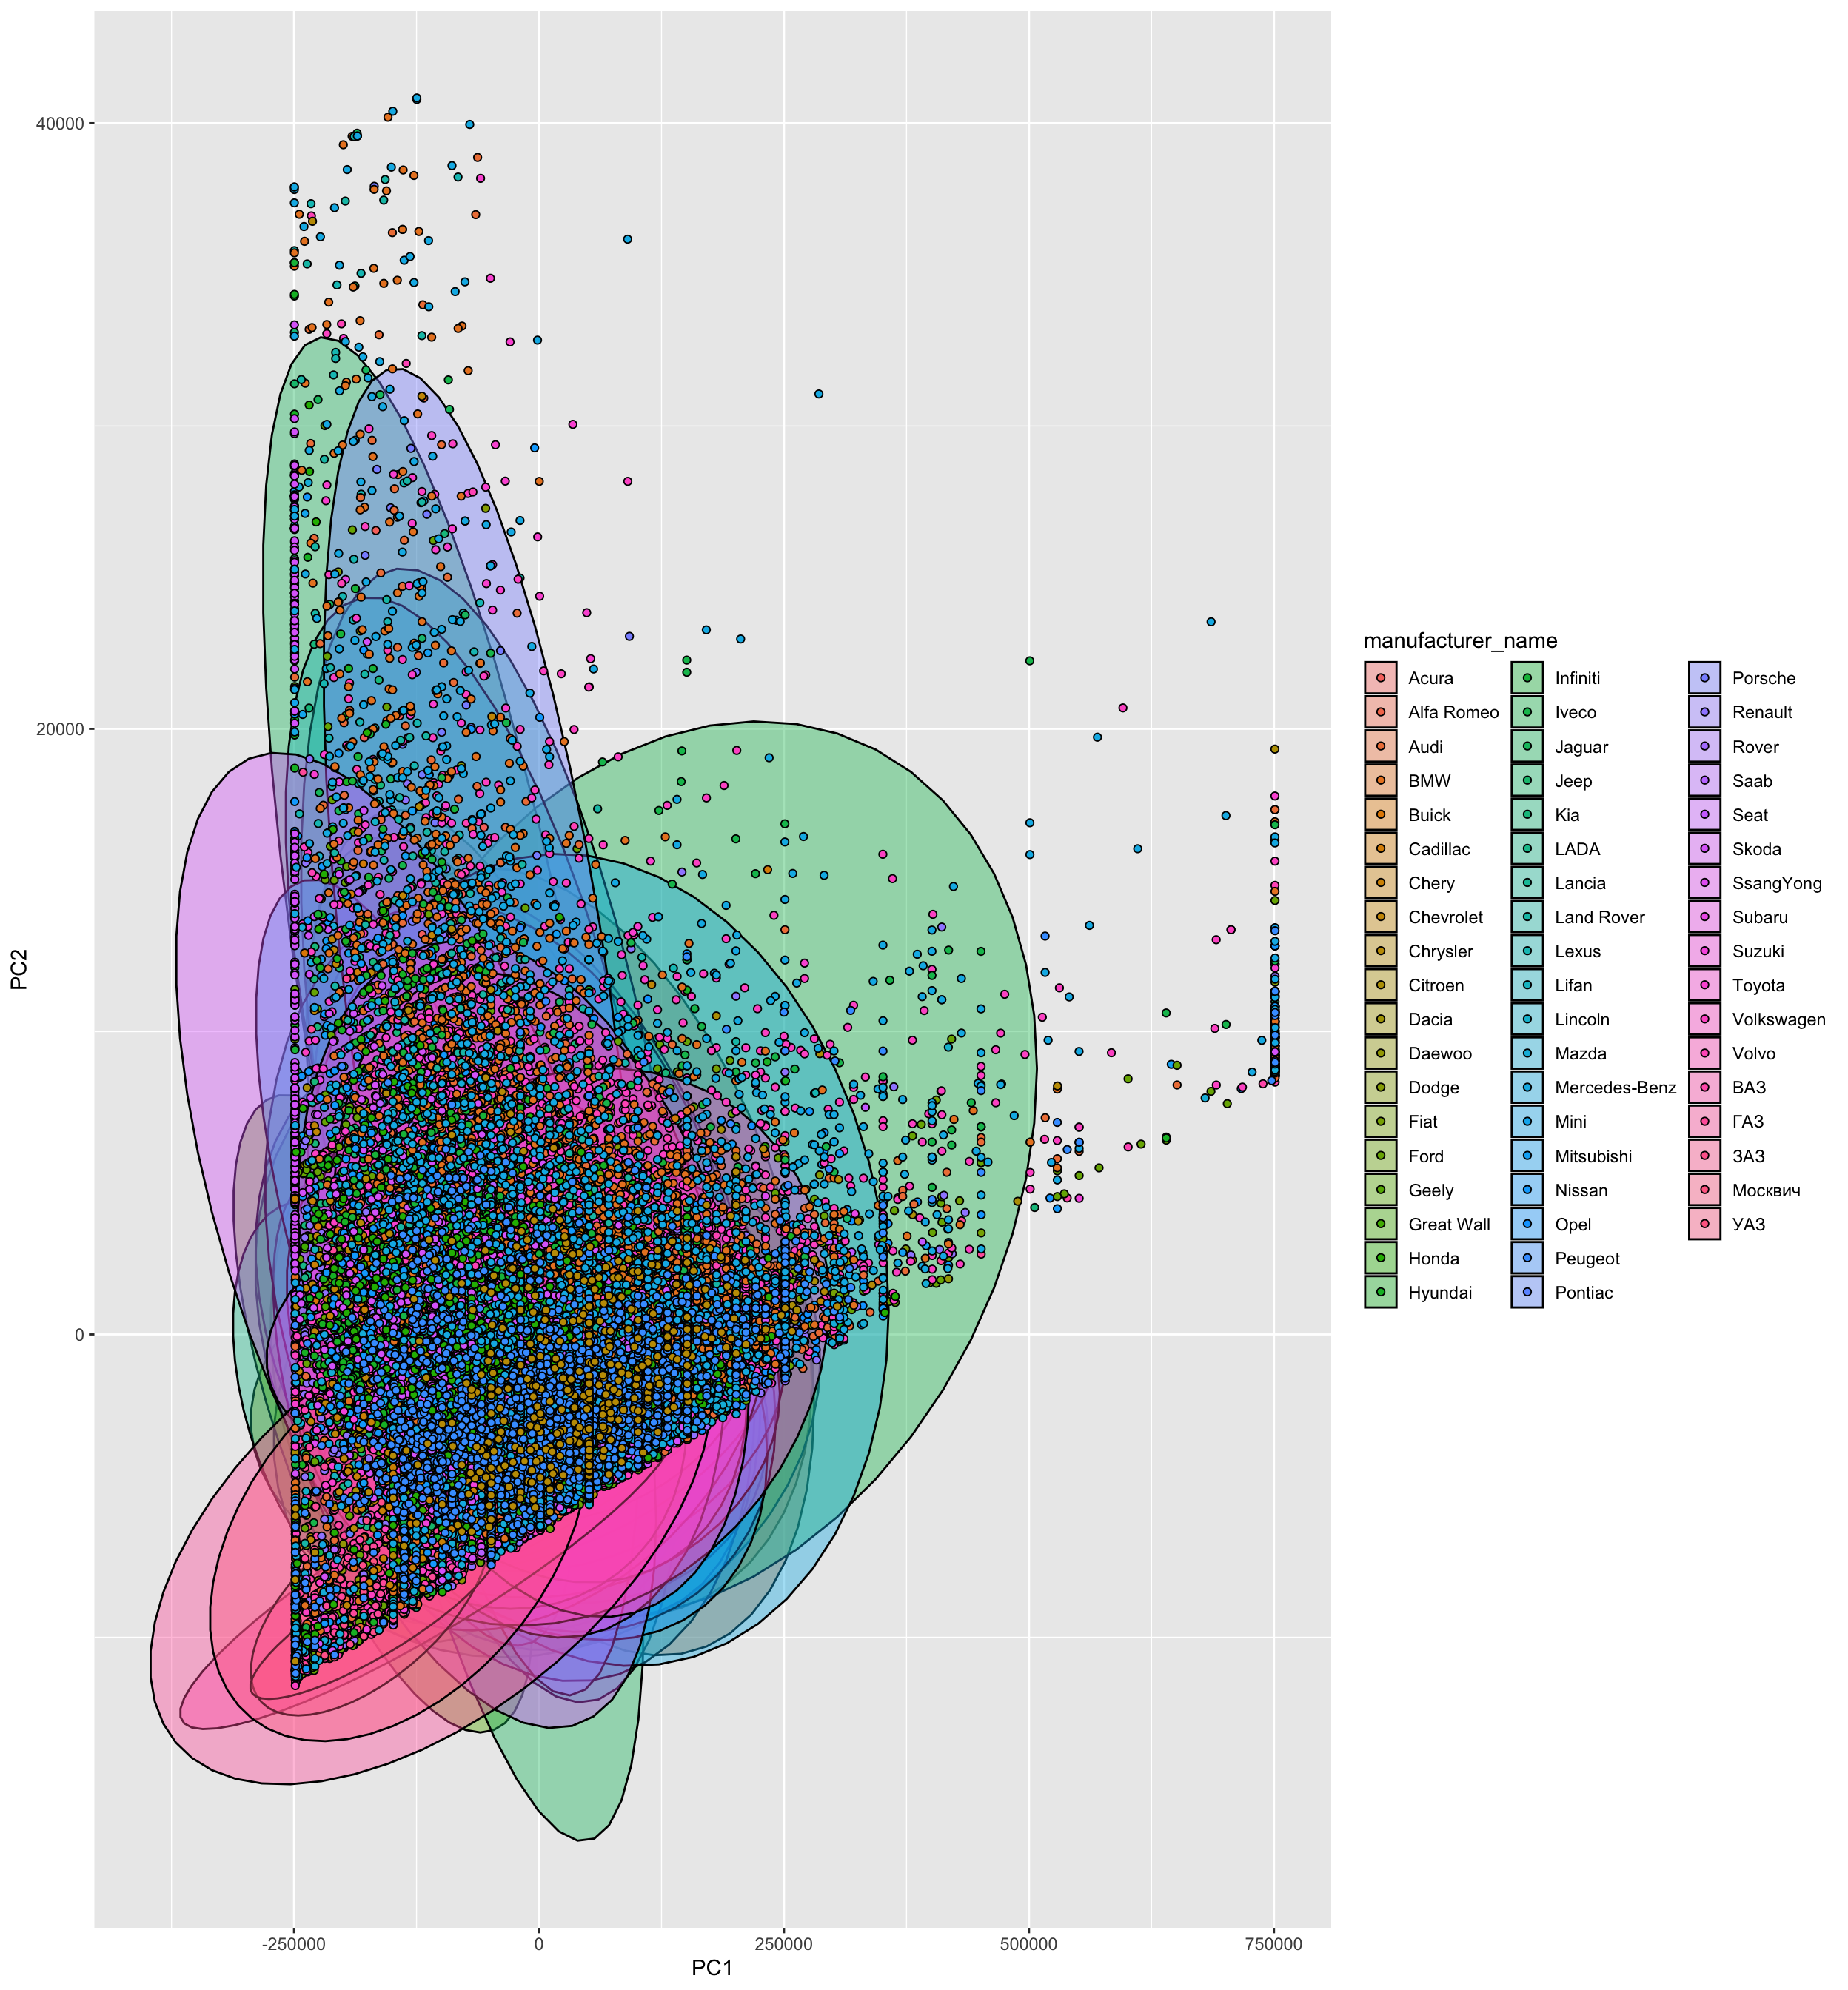 40000
20000
0
PC2
-250000
0
250000
500000
750000
PC1
manufacturer_name
Acura
Alfa Romeo
Audi
BMW
Buick
Cadillac
Chery
Chevrolet
Chrysler
Citroen
Dacia
Daewoo
Dodge
Fiat
Ford
Geely
Great Wall
Honda
Hyundai
Infiniti
Iveco
Jaguar
Jeep
Kia
LADA
Lancia
Land Rover
Lexus
Lifan
Lincoln
Mazda
Mercedes-Benz
Mini
Mitsubishi
Nissan
Opel
Peugeot
Pontiac
Porsche
Renault
Rover
Saab
Seat
Skoda
SsangYong
Subaru
Suzuki
Toyota
Volkswagen
Volvo
ВАЗ
ГАЗ
ЗАЗ
Москвич
УАЗ